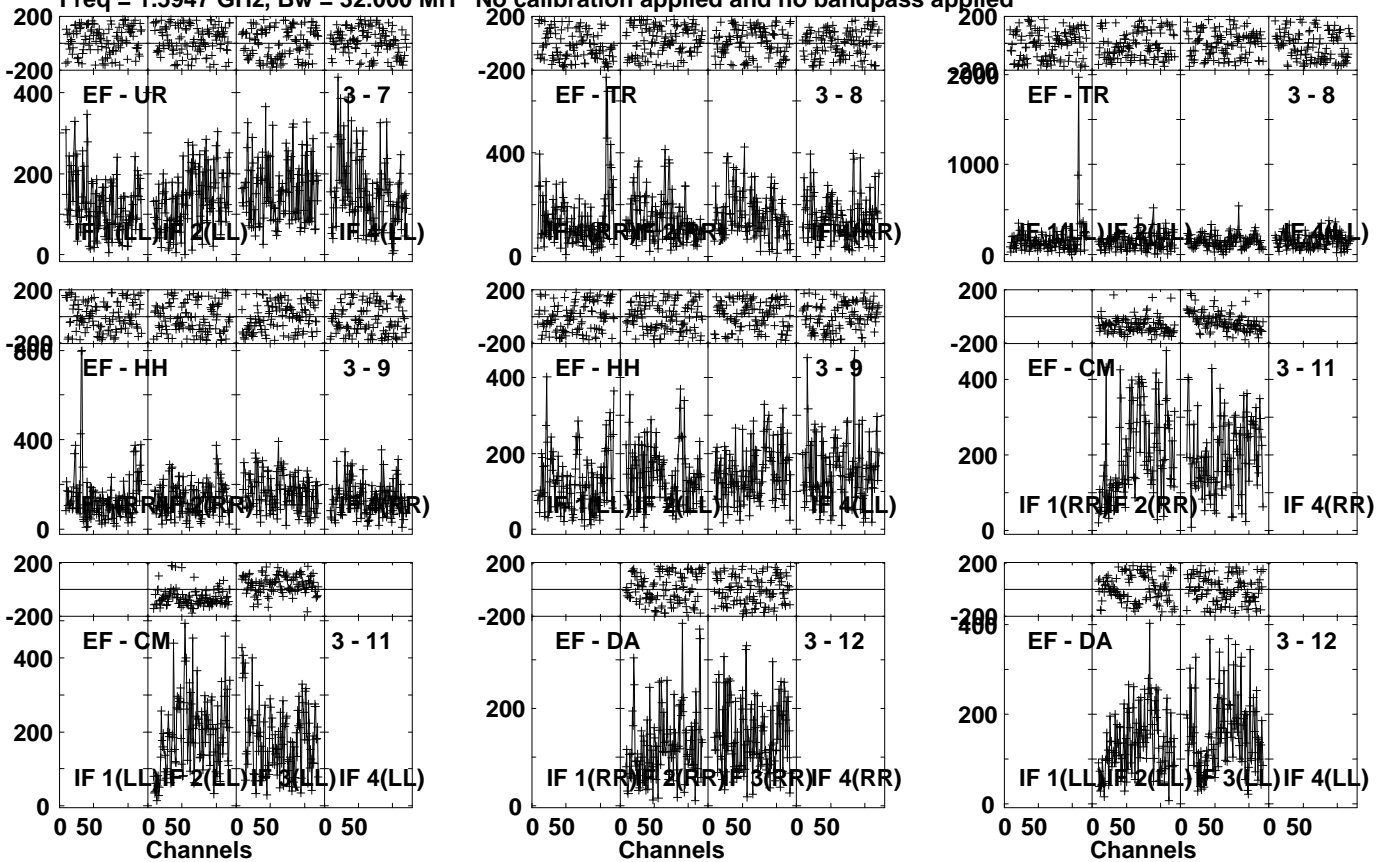 Freq = 1.5947 GHz, Bw = 32.000 MH No calibration applied and no bandpass applied
200 200 200
-200 -200 -200
400 EF - UR 3 - 7
200
0
IF 1(LL) IF 2(LL) IF 4(LL)
EF - TR 3 - 8
400
0
IF 2(RR) IF 4(RR)
2000 EF - TR 3 - 8
1000
0
IF 1(LL) IF 2(LL) IF 4(LL)
200 200 200
-200 -200 -200
800 EF - HH 3 - 9
400
0
IF 2(RR) IF 4(RR)
EF - HH 3 - 9
400
200
0
IF 1(LL) IF 2(LL) IF 4(LL)
EF - CM 3 - 11
400
200
0
IF 1(RR) IF 2(RR) IF 4(RR)
200 200 200
-200 -200 -200
EF - CM 3 - 11
400
200
0
IF 1(LL) IF 2(LL) IF 3(LL) IF 4(LL)
EF - DA 3 - 12
200
0
IF 1(RR) IF 2(RR) IF 3(RR) IF 4(RR)
400 EF - DA 3 - 12
200
0
IF 1(LL) IF 2(LL) IF 3(LL) IF 4(LL)
0 50 0 50 0 50 0 50 0 50 0 50 0 50 0 50 0 50 0 50 0 50 0 50
Channels Channels Channels